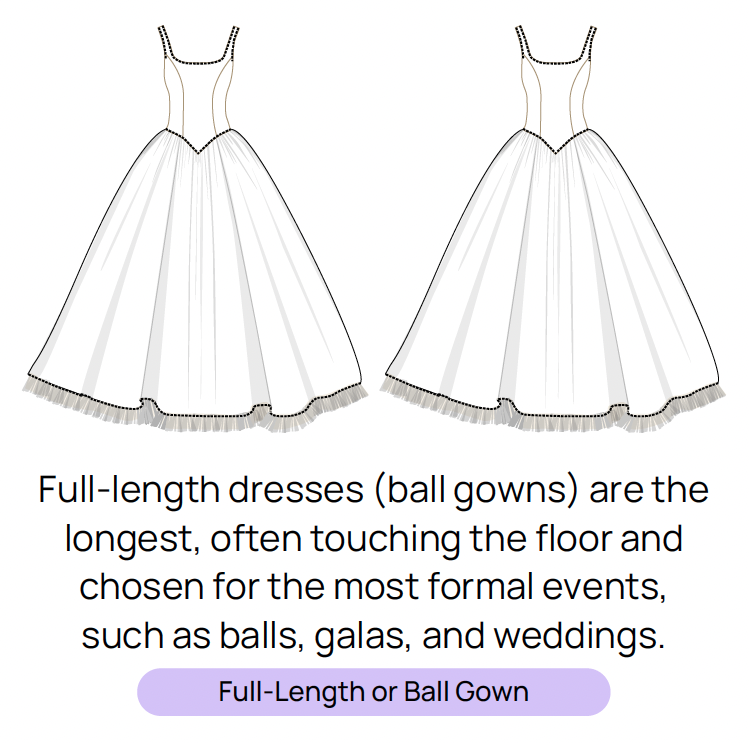 Full-length dresses (ball gowns) are the
longest, often touching the floor and
chosen for the most formal events,
such as balls, galas, and weddings.
Full-Length or Ball Gown